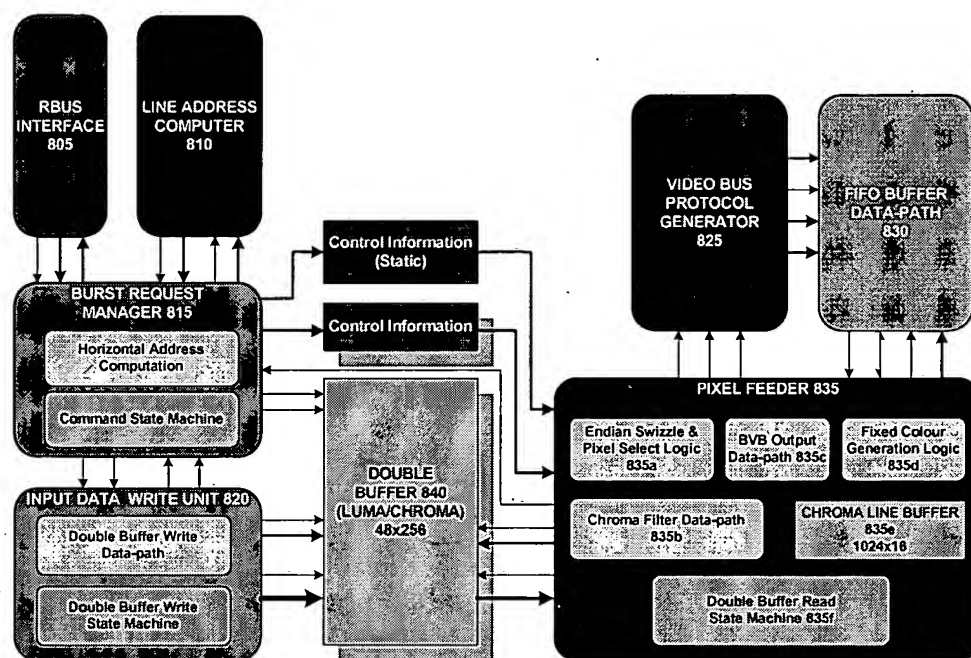 RBUS
INTERFACE
805
LINE ADDRESS
COMPUTER
810
VIDEO BUS
PROTOCOL
GENERATOR
825
FIFO BUFFER
DATA-PATH
830
Control Information
(Static)
BURST REQUEST
MANAGER 815
Control Information
Horizontal Address
Computation
Command State Machine
PIXEL FEEDER 835
Endian Swizzle &
Pixel Select Logic
835a
BVB Output
Data-path 835c
Fixed Colour
Generation Logic
835d
DOUBLE
BUFFER 840
(LUMA/CHROMA)
48x256
INPUT DATA WRITE UNIT 820
Double Buffer Write
Data-path
Double Buffer Write
State Machine
Chroma Filter Data-path
835b
CHROMA LINE BUFFER
835e
1024x16
Double Buffer Read
State Machine 835f